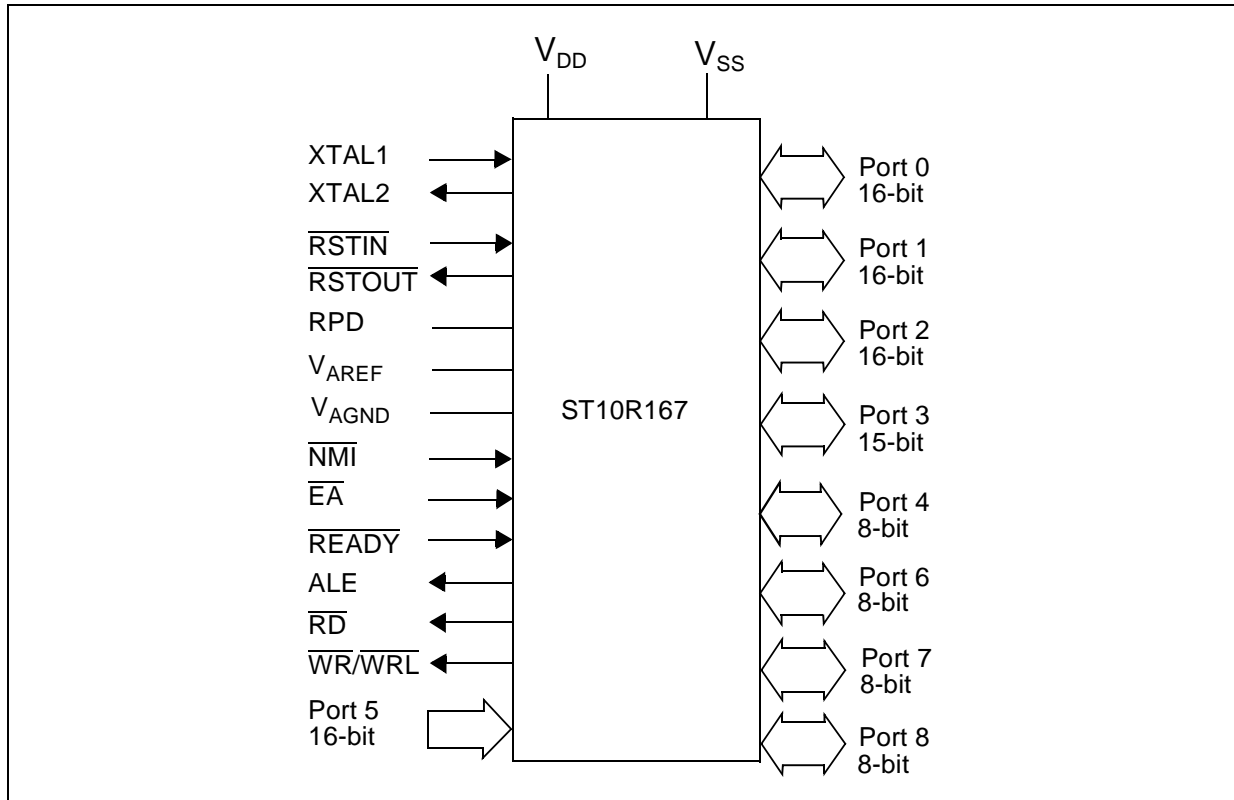 VDD
VSS
XTAL1
XTAL2
RSTIN
RSTOUT
RPD
VAREF
VAGND
NMI
EA
READY
ALE
RD
WR/WRL
Port 5
16-bit
ST10R167
Port 0
16-bit
Port 1
16-bit
Port 2
16-bit
Port 3
15-bit
Port 4
8-bit
Port 6
8-bit
Port 7
8-bit
Port 8
8-bit